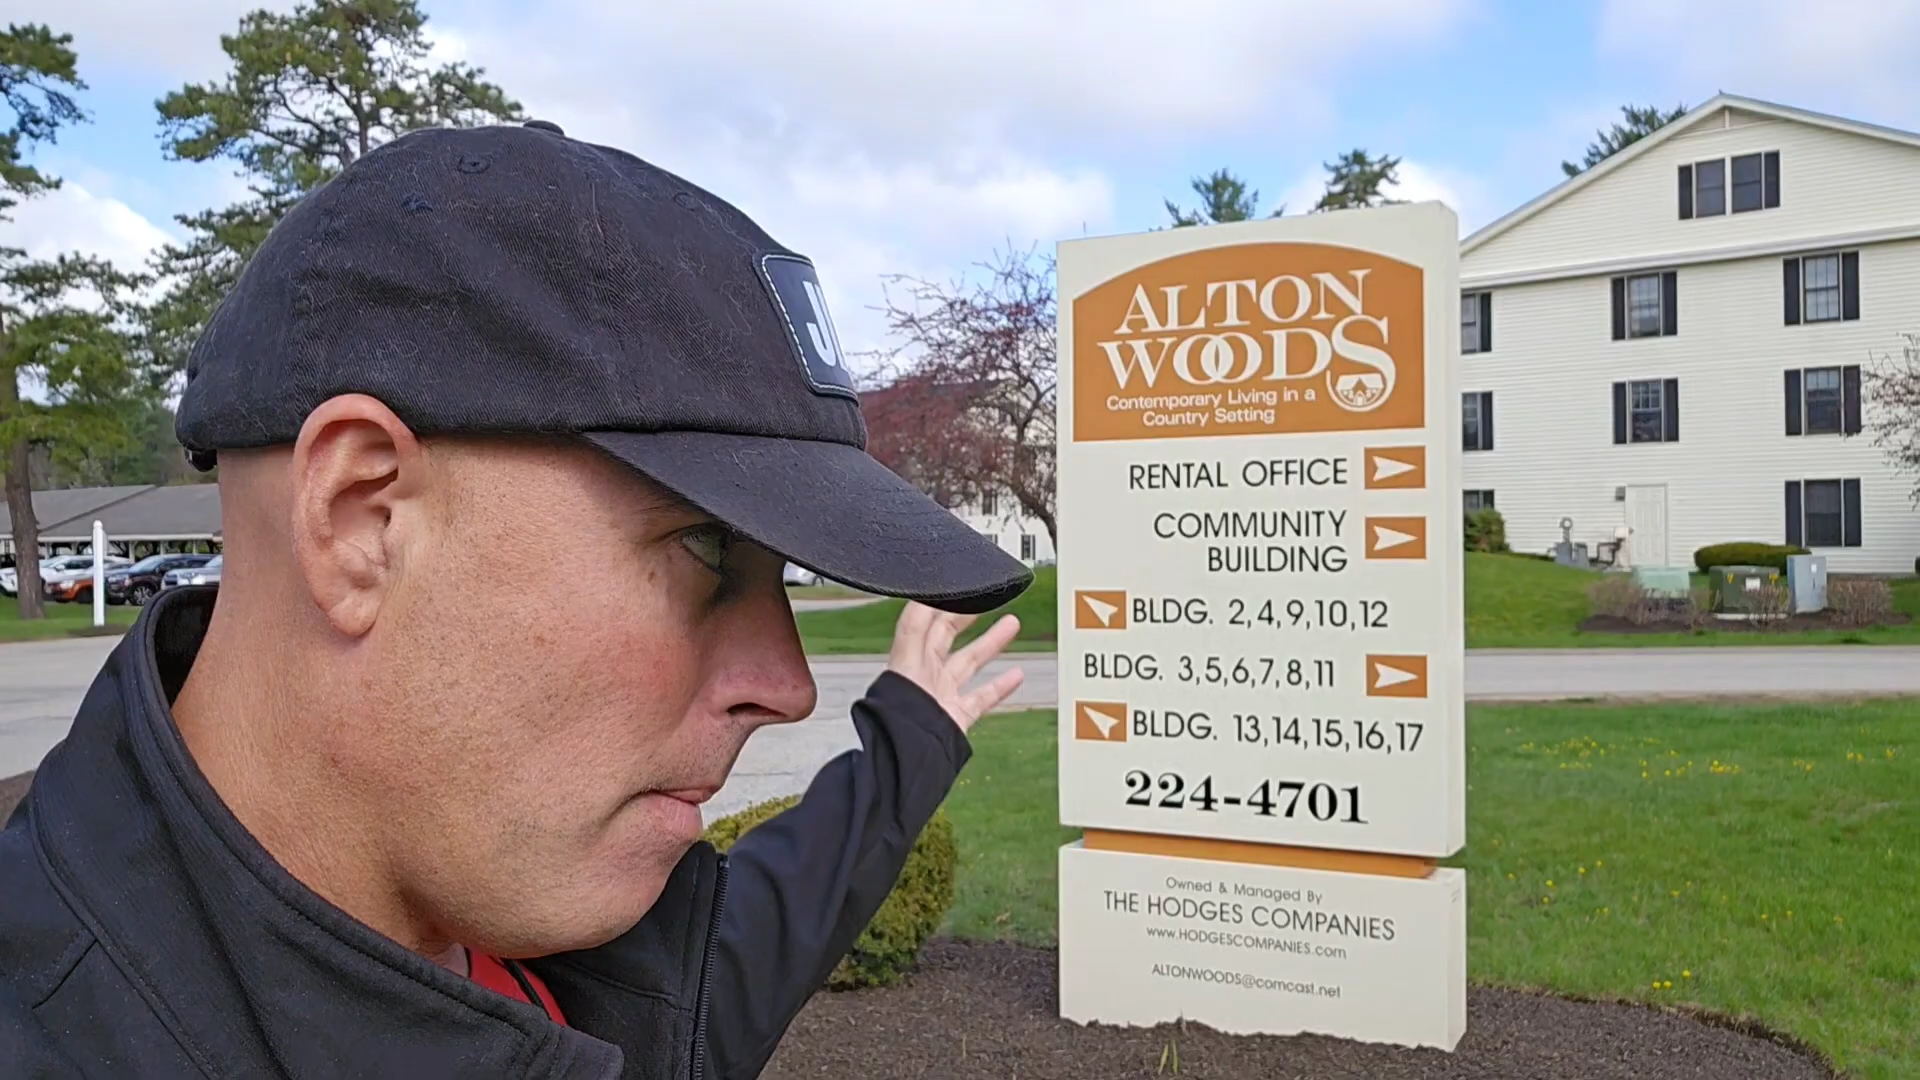 ALTON
WOODS
Contemporary Living in a
Country Setting
RENTAL OFFICE
COMMUNITY
BUILDING
BLDG. 2,4,9,10,12
BLDG. 3,5,6,7,8,11
BLDG. 13,14,15,16,17
224-4701
Owned & Managed By
THE HODGES COMPANIES
www.HODGESCOMPANIES.com
ALTONWOODS@comcast.net